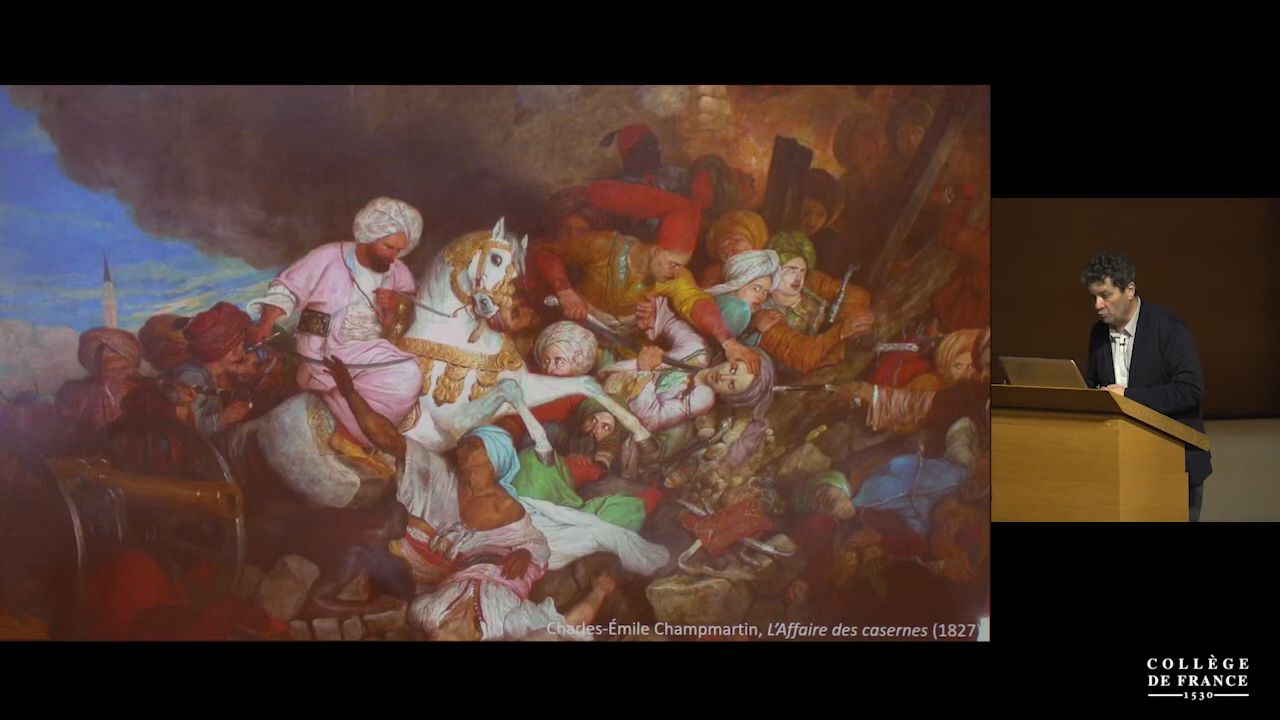 Charles-Émile Champmartin, L'Affaire des casernes (1827)
COLLÈGE
DE FRANCE
1530